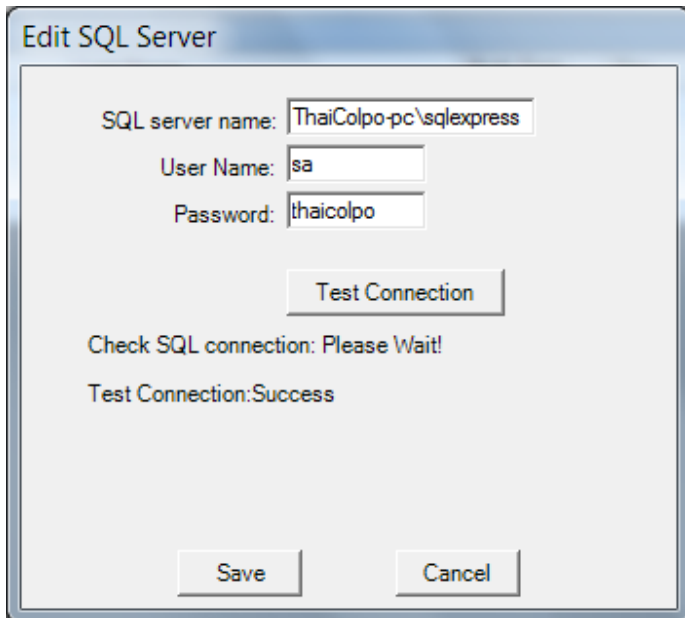 Edit SQL Server
SQL server name: ThaiColpo-pc\sqlexpress
User Name: sa
Password: thaicolpo
Test Connection
Check SQL connection: Please Wait!
Test Connection:Success
Save Cancel